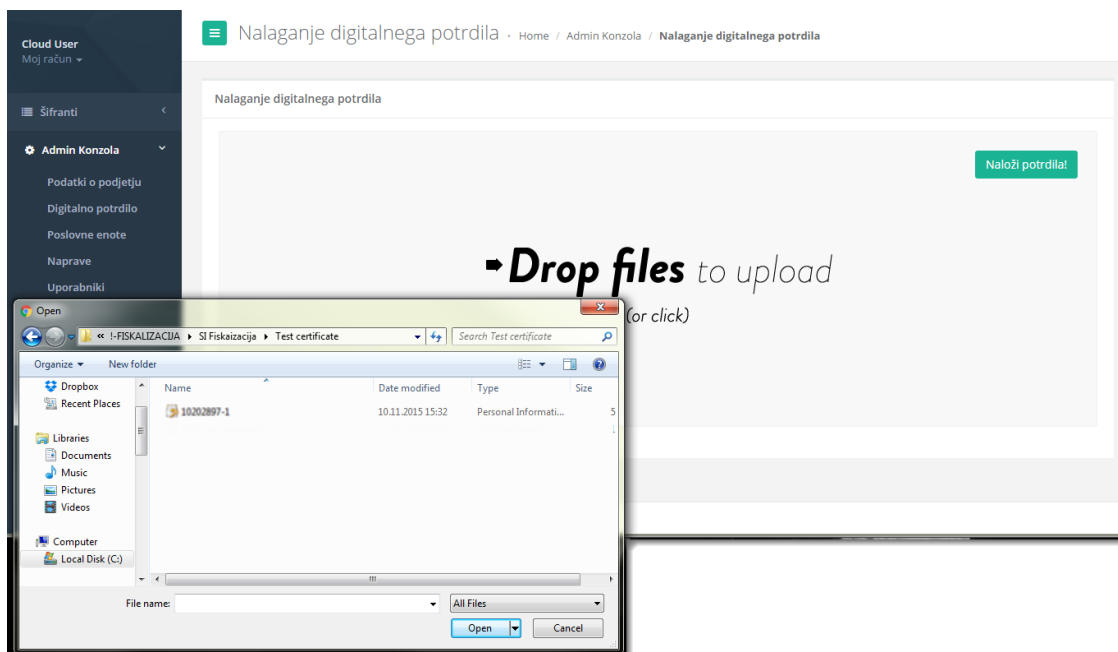 Cloud User
Moj račun
Nalaganje digitalnega potrdila · Home / Admin Konzola / Nalaganje digitalnega potrdila
Šifranti
Admin Konzola
Podatki o podjetju
Digitalno potrdilo
Poslovne enote
Naprave
Uporabniki
Nalaganje digitalnega potrdila
Naloži potrdila!
Drop files to upload
(or click)
Open
« !-FISKALIZACIJA SI Fiskaizacija Test certificate
Search Test certificate
Organize New folder
Dropbox
Recent Places
Libraries
Documents
Music
Pictures
Videos
Computer
Local Disk (C:)
Name Date modified Type Size
10202897-1 10.11.2015 15:32 Personal Informati... 5
File name:
All Files
Open Cancel